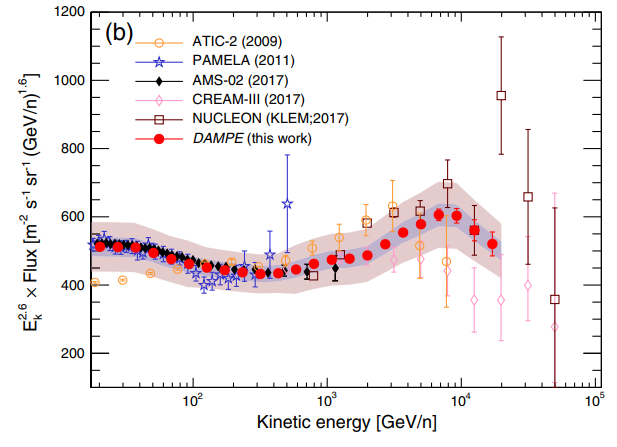 (b)
ATIC-2 (2009)
PAMELA (2011)
AMS-02 (2017)
CREAM-III (2017)
NUCLEON (KLEM;2017)
DAMPE (this work)
E_k^2.6 × Flux [m^-2 s^-1 sr^-1 (GeV/n)^1.6]
1200
1000
800
600
400
200
10^2
10^3
10^4
10^5
Kinetic energy [GeV/n]